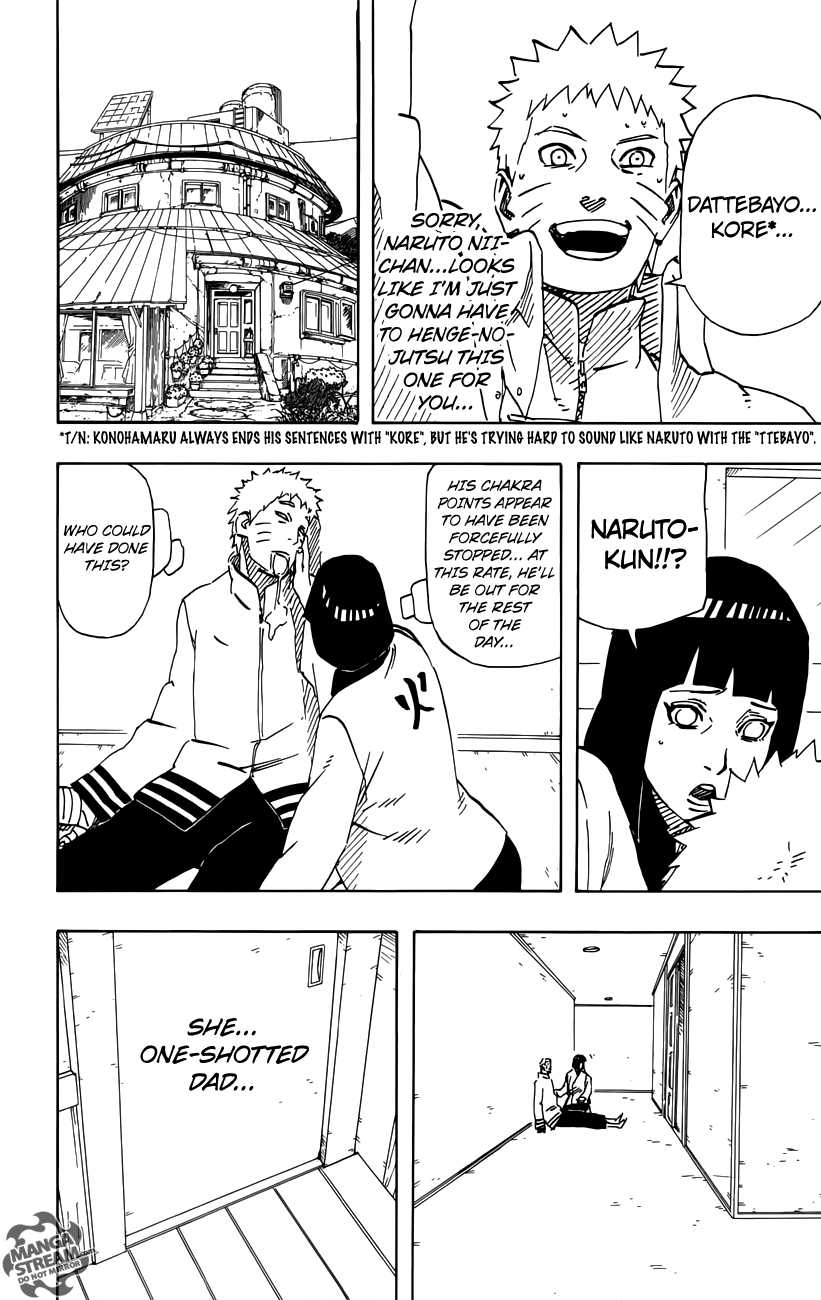 DATTEBAYO...
KORE*...
SORRY,
NARUTO NII-
CHAN...LOOKS
LIKE I'M JUST
GONNA HAVE
TO HENGE-NO-
JUTSU THIS
ONE FOR
YOU...
*T/N: KONOHAMARU ALWAYS ENDS HIS SENTENCES WITH "KORE", BUT HE'S TRYING HARD TO SOUND LIKE NARUTO WITH THE "TTEBAYO".
NARUTO-
KUN!!?
HIS CHAKRA
POINTS APPEAR
TO HAVE BEEN
FORCEFULLY
STOPPED... AT
THIS RATE, HE'LL
BE OUT FOR
THE REST
OF THE
DAY...
WHO COULD
HAVE DONE
THIS?
火
SHE...
ONE-SHOTTED
DAD...
MANGA
STREAM.com
DO NOT MIRROR